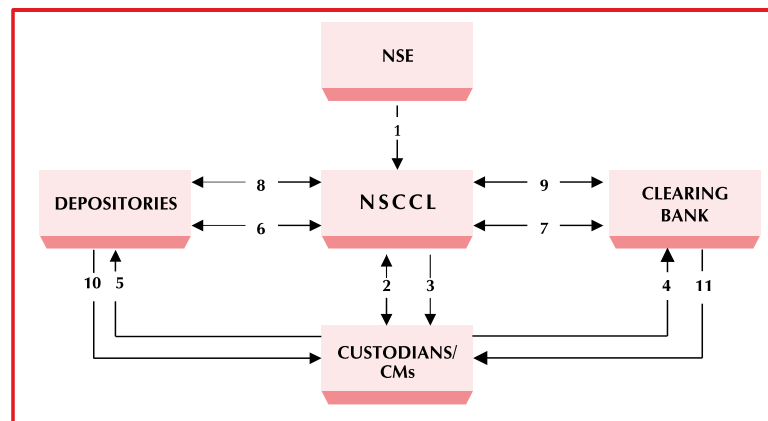 NSE
1
DEPOSITORIES
8
6
NSCCL
9
7
CLEARING
BANK
10 5
2 3
4 11
CUSTODIANS/
CMs